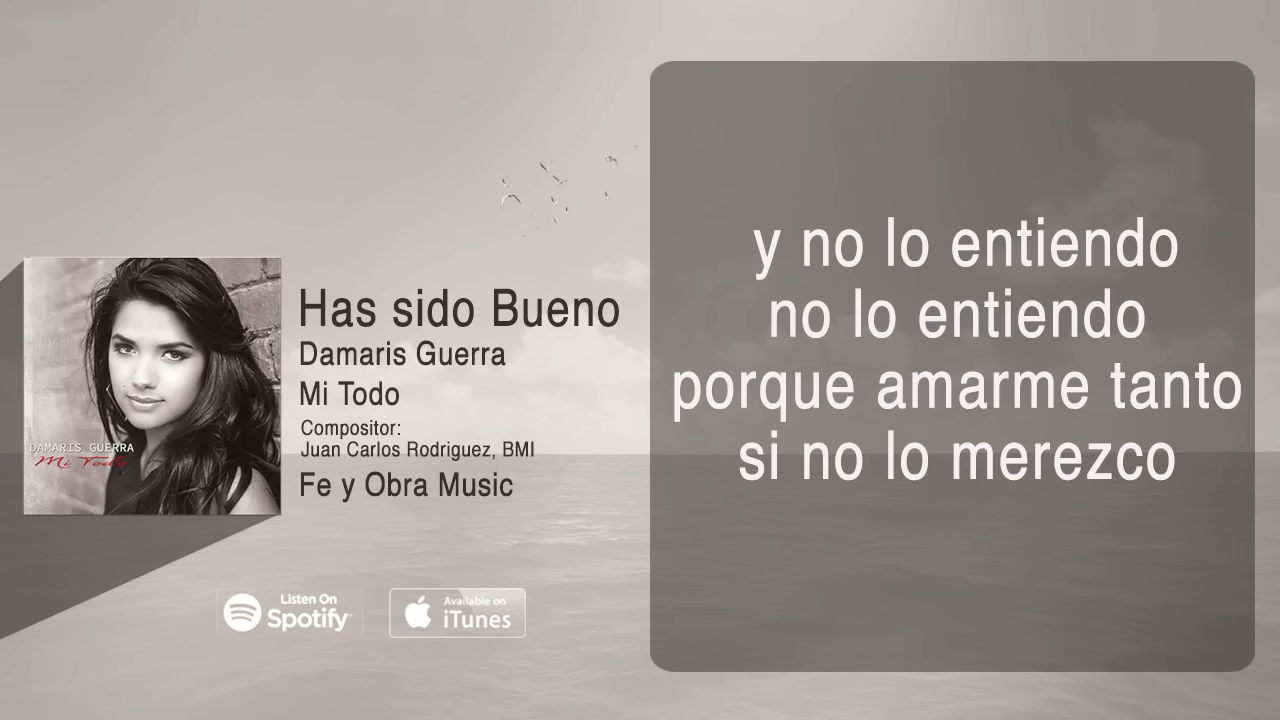 Has sido Bueno
Damaris Guerra
Mi Todo
Compositor:
Juan Carlos Rodriguez, BMI
Fe y Obra Music
DAMARIS GUERRA
Mi Todo
Listen On
Spotify
Available on
iTunes
y no lo entiendo
no lo entiendo
porque amarme tanto
si no lo merezco